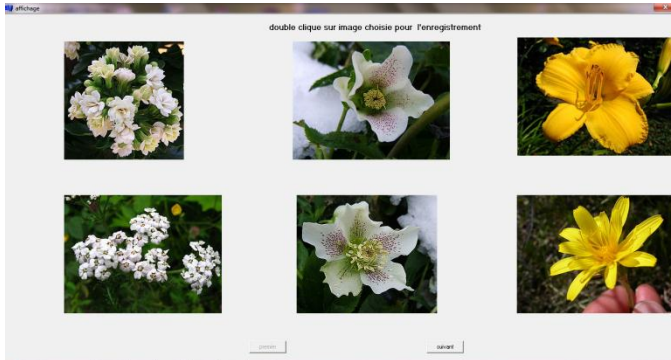 affichage
double clique sur image choisie pour l'enregistrement
suivant